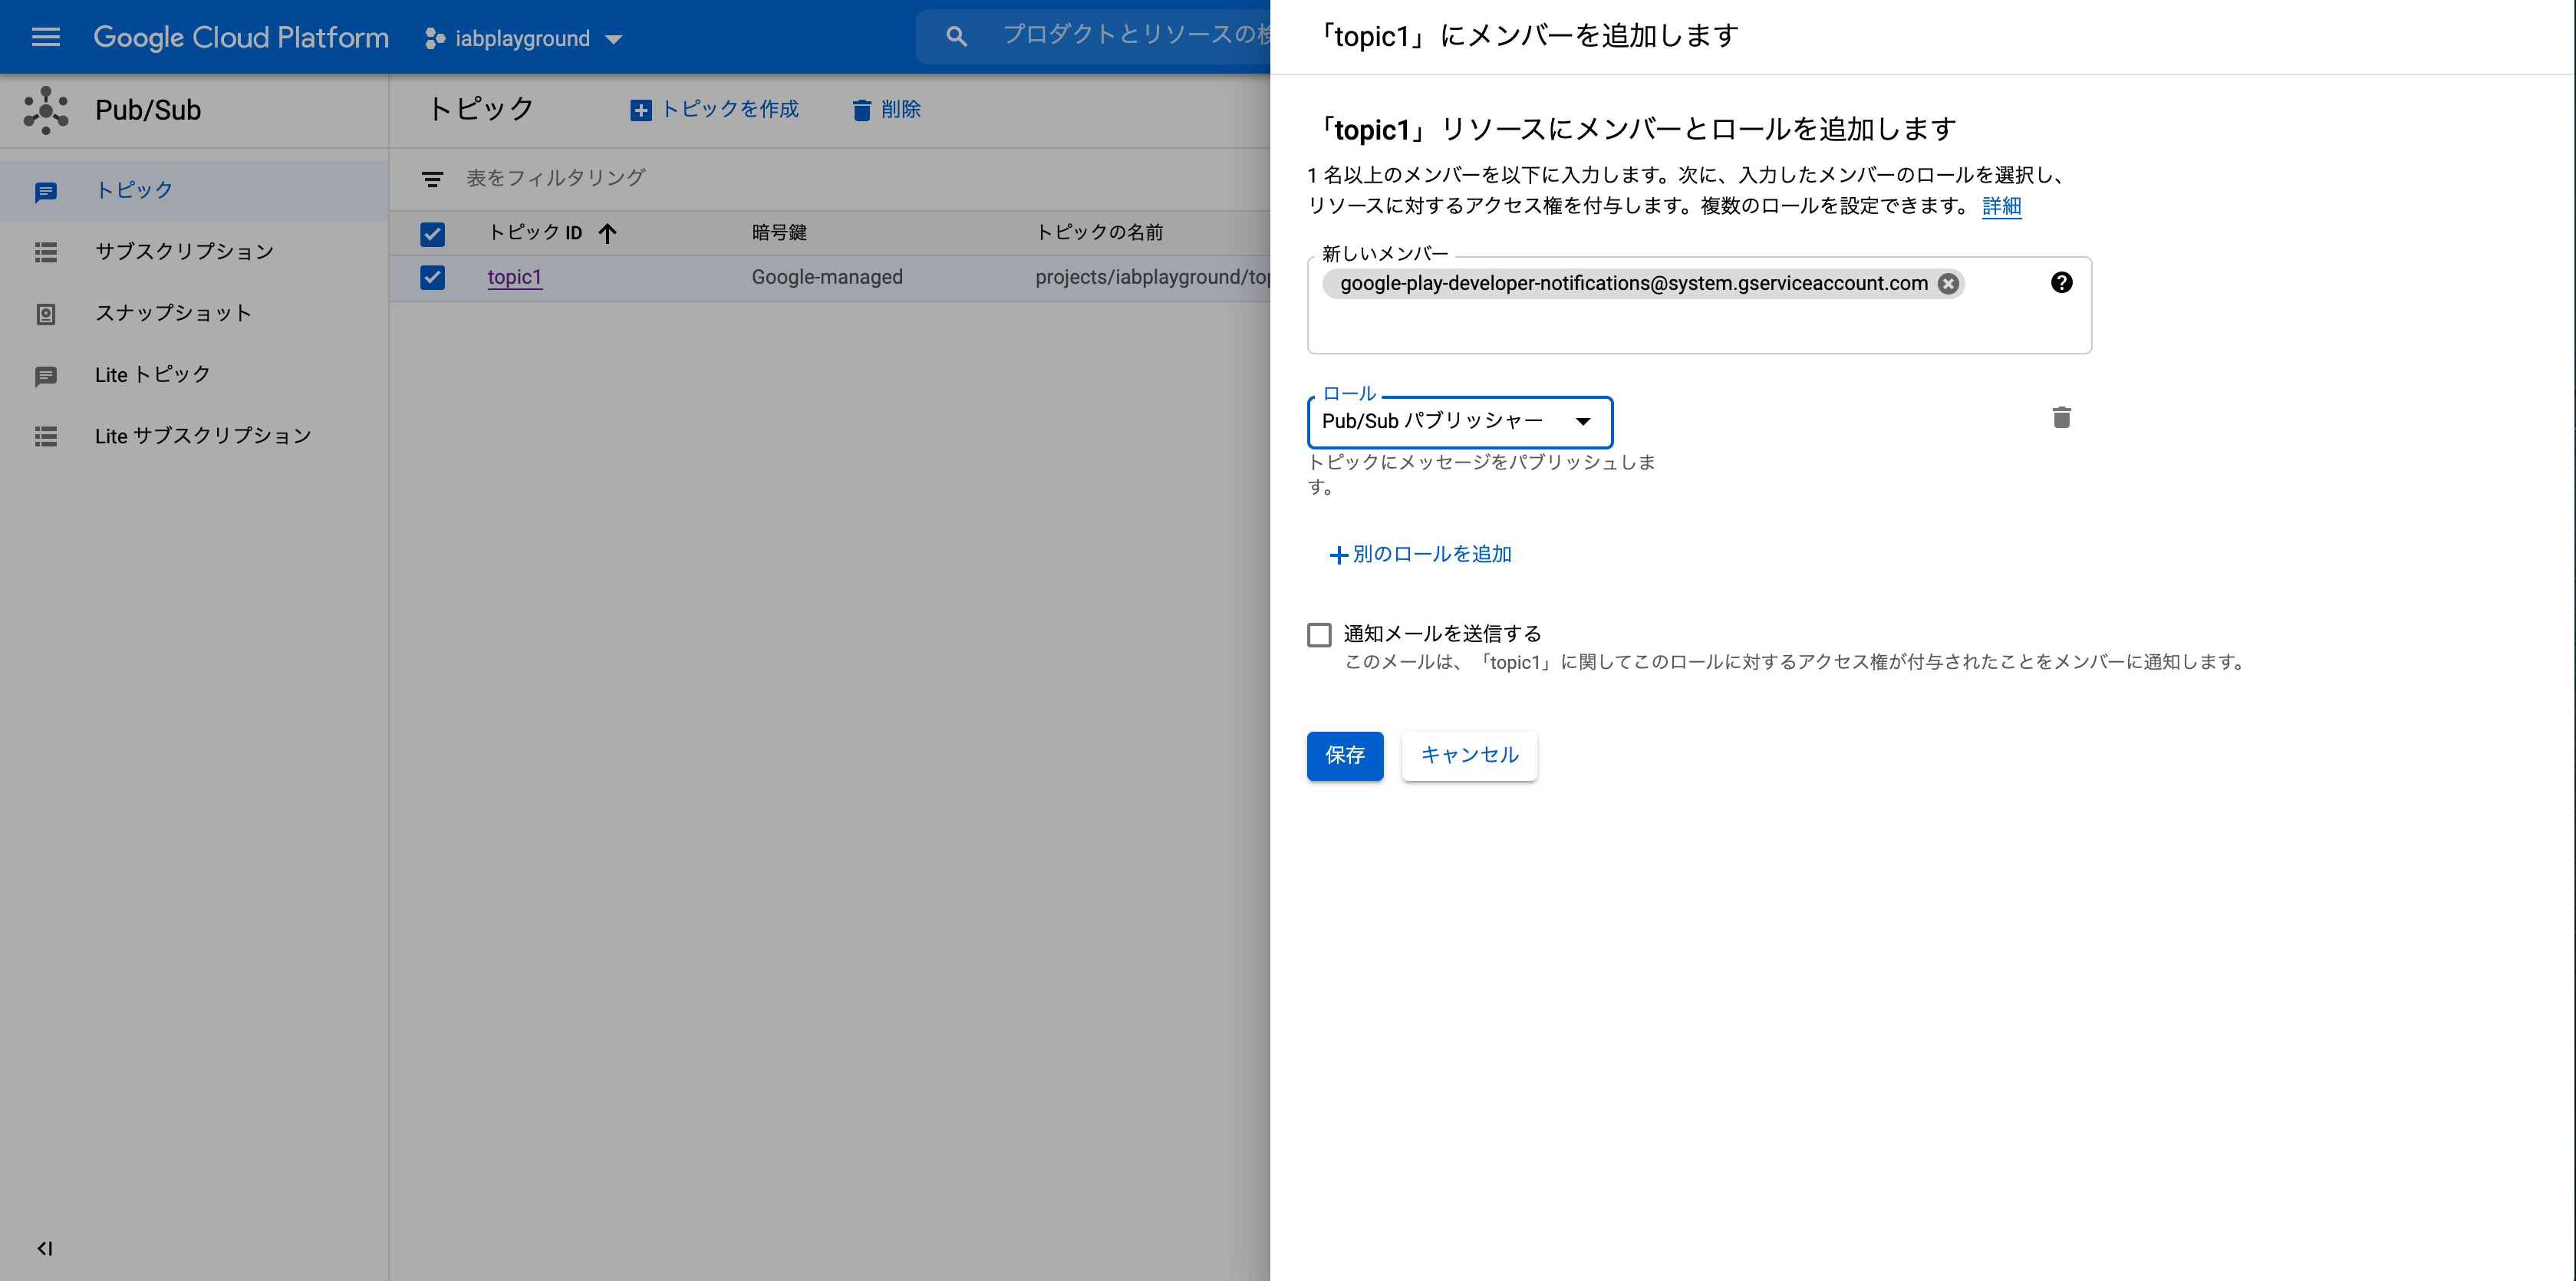 Google Cloud Platform
iabplayground
プロダクトとリソースの検
Pub/Sub
トピック
サブスクリプション
スナップショット
Lite トピック
Lite サブスクリプション
トピック
トピックを作成
削除
表をフィルタリング
トピック ID
暗号鍵
トピックの名前
topic1
Google-managed
projects/iabplayground/top
「topic1」にメンバーを追加します
「topic1」リソースにメンバーとロールを追加します
1 名以上のメンバーを以下に入力します。次に、入力したメンバーのロールを選択し、
リソースに対するアクセス権を付与します。複数のロールを設定できます。 詳細
新しいメンバー
google-play-developer-notifications@system.gserviceaccount.com
ロール
Pub/Sub パブリッシャー
トピックにメッセージをパブリッシュしま
す。
別のロールを追加
通知メールを送信する
このメールは、「topic1」に関してこのロールに対するアクセス権が付与されたことをメンバーに通知します。
保存
キャンセル